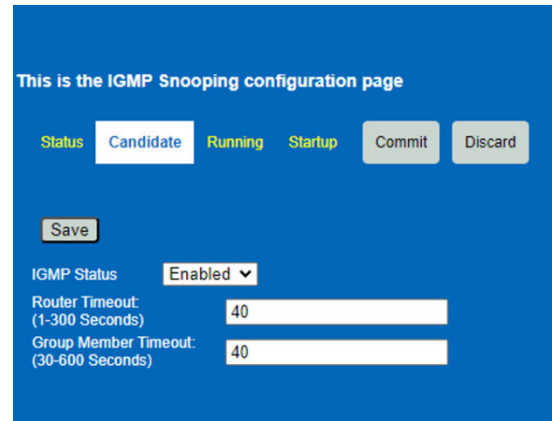 This is the IGMP Snooping configuration page
Status Candidate Running Startup Commit Discard
Save
IGMP Status Enabled
Router Timeout:
(1-300 Seconds) 40
Group Member Timeout:
(30-600 Seconds) 40